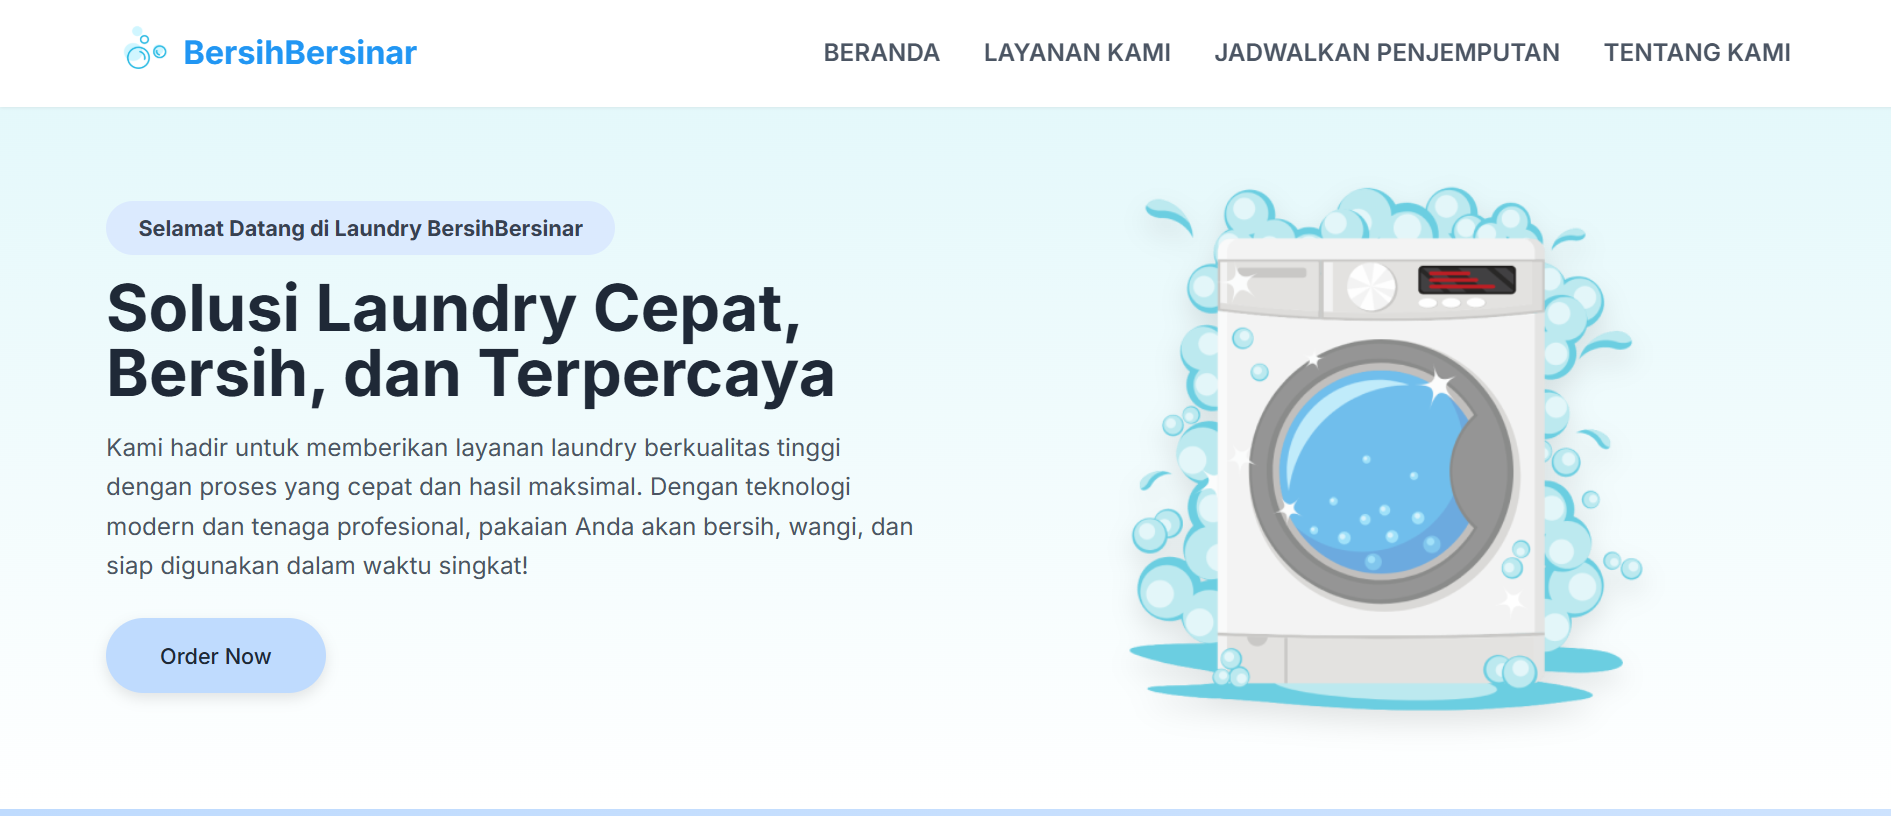 BersihBersinar
BERANDA
LAYANAN KAMI
JADWALKAN PENJEMPUTAN
TENTANG KAMI
Selamat Datang di Laundry BersihBersinar
Solusi Laundry Cepat,
Bersih, dan Terpercaya
Kami hadir untuk memberikan layanan laundry berkualitas tinggi
dengan proses yang cepat dan hasil maksimal. Dengan teknologi
modern dan tenaga profesional, pakaian Anda akan bersih, wangi, dan
siap digunakan dalam waktu singkat!
Order Now